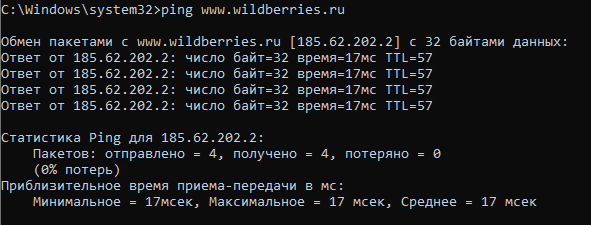 C:\Windows\system32>ping www.wildberries.ru
Обмен пакетами с www.wildberries.ru [185.62.202.2] с 32 байтами данных:
Ответ от 185.62.202.2: число байт=32 время=17мс TTL=57
Ответ от 185.62.202.2: число байт=32 время=17мс TTL=57
Ответ от 185.62.202.2: число байт=32 время=17мс TTL=57
Ответ от 185.62.202.2: число байт=32 время=17мс TTL=57
Статистика Ping для 185.62.202.2:
Пакетов: отправлено = 4, получено = 4, потеряно = 0
(0% потерь)
Приблизительное время приема-передачи в мс:
Минимальное = 17мсек, Максимальное = 17 мсек, Среднее = 17 мсек